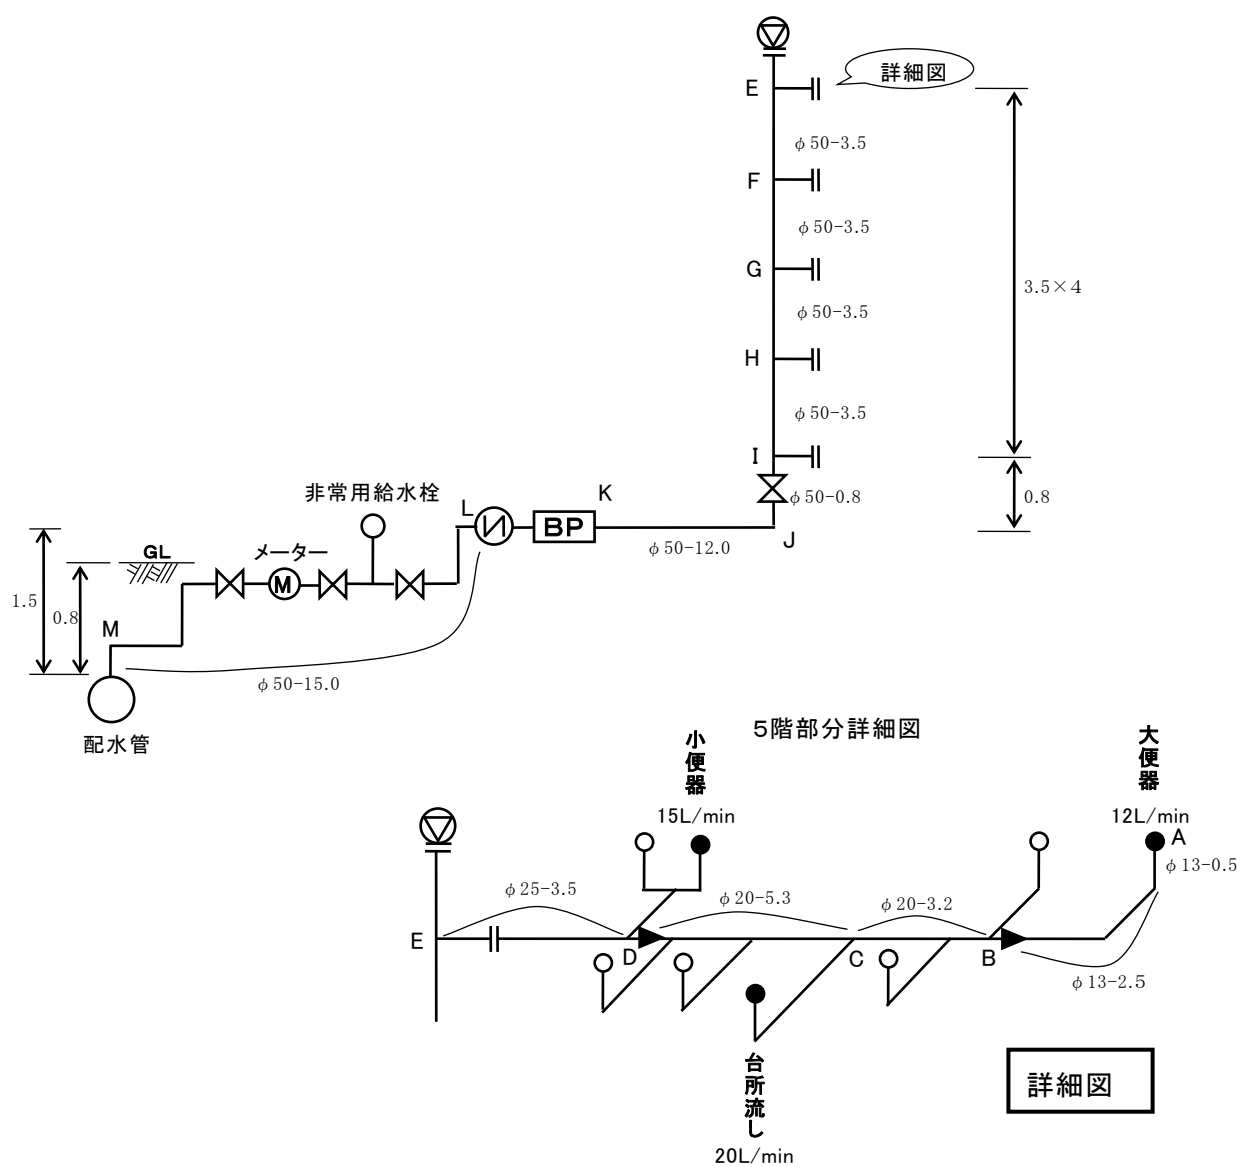 E
詳細図
φ50-3.5
F
φ50-3.5
G
3.5×4
φ50-3.5
H
φ50-3.5
I
非常用給水栓
L
K
φ50-0.8
0.8
BP
J
GL
メーター
φ50-12.0
M
1.5
0.8
M
φ50-15.0
配水管
5階部分詳細図
小便器
15L/min
大便器
12L/min
A
φ13-0.5
φ25-3.5
φ20-5.3
φ20-3.2
E
D
C
B
φ13-2.5
台所流し
20L/min
詳細図